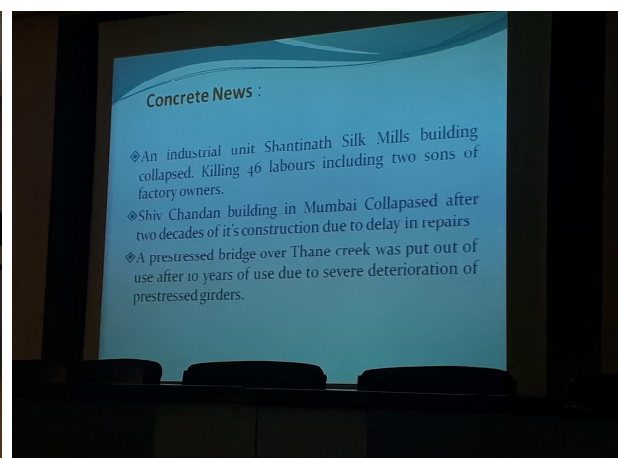 Concrete News :
◈An industrial unit Shantinath Silk Mills building
collapsed. Killing 46 labours including two sons of
factory owners.
◈Shiv Chandan building in Mumbai Collapased after
two decades of it's construction due to delay in repairs
◈A prestressed bridge over Thane creek was put out of
use after 10 years of use due to severe deterioration of
prestressed girders.